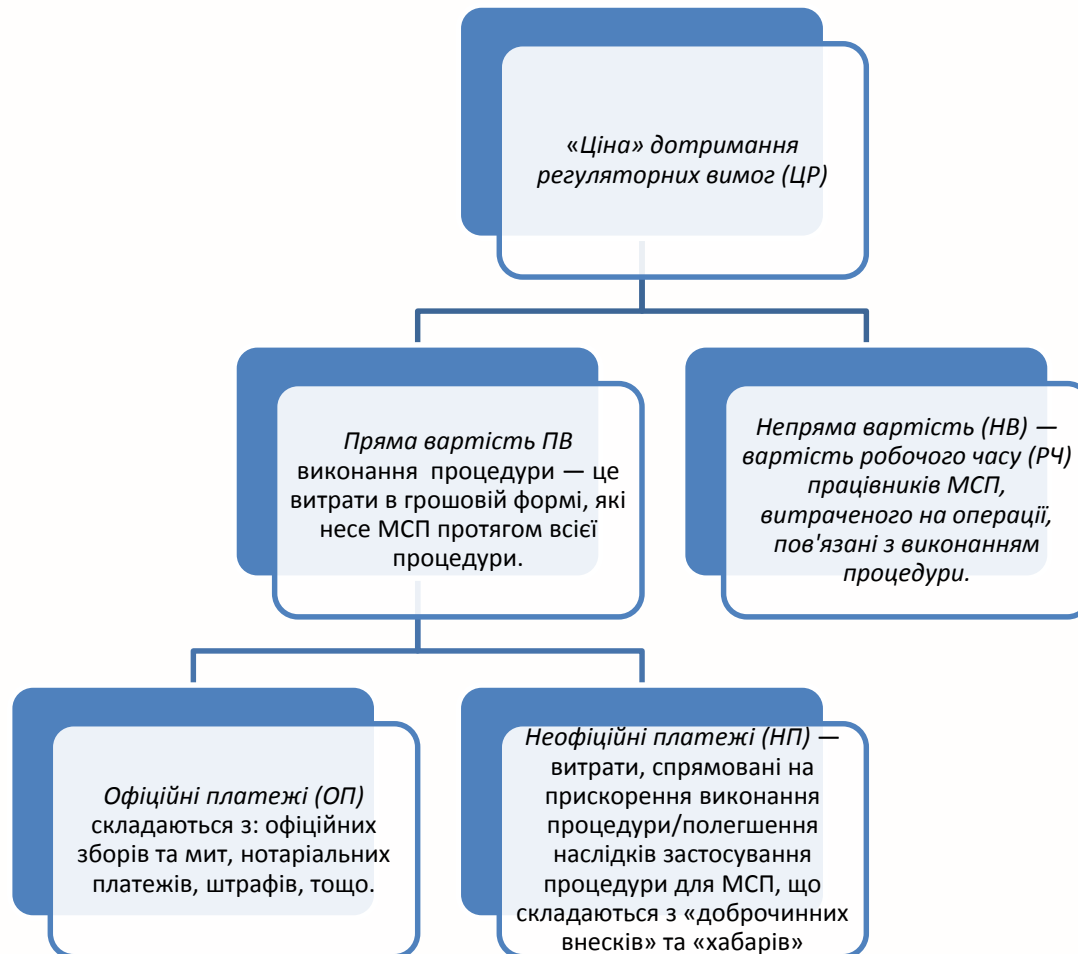 «Ціна» дотримання
регуляторних вимог (ЦР)
Пряма вартість ПВ
виконання процедури — це
витрати в грошовій формі, які
несе МСП протягом всієї
процедури.
Непряма вартість (НВ) —
вартість робочого часу (РЧ)
працівників МСП,
витраченого на операції,
пов'язані з виконанням
процедури.
Офіційні платежі (ОП)
складаються з: офіційних
зборів та мит, нотаріальних
платежів, штрафів, тощо.
Неофіційні платежі (НП) —
витрати, спрямовані на
прискорення виконання
процедури/полегшення
наслідків застосування
процедури для МСП, що
складаються з «доброчинних
внесків» та «хабарів»